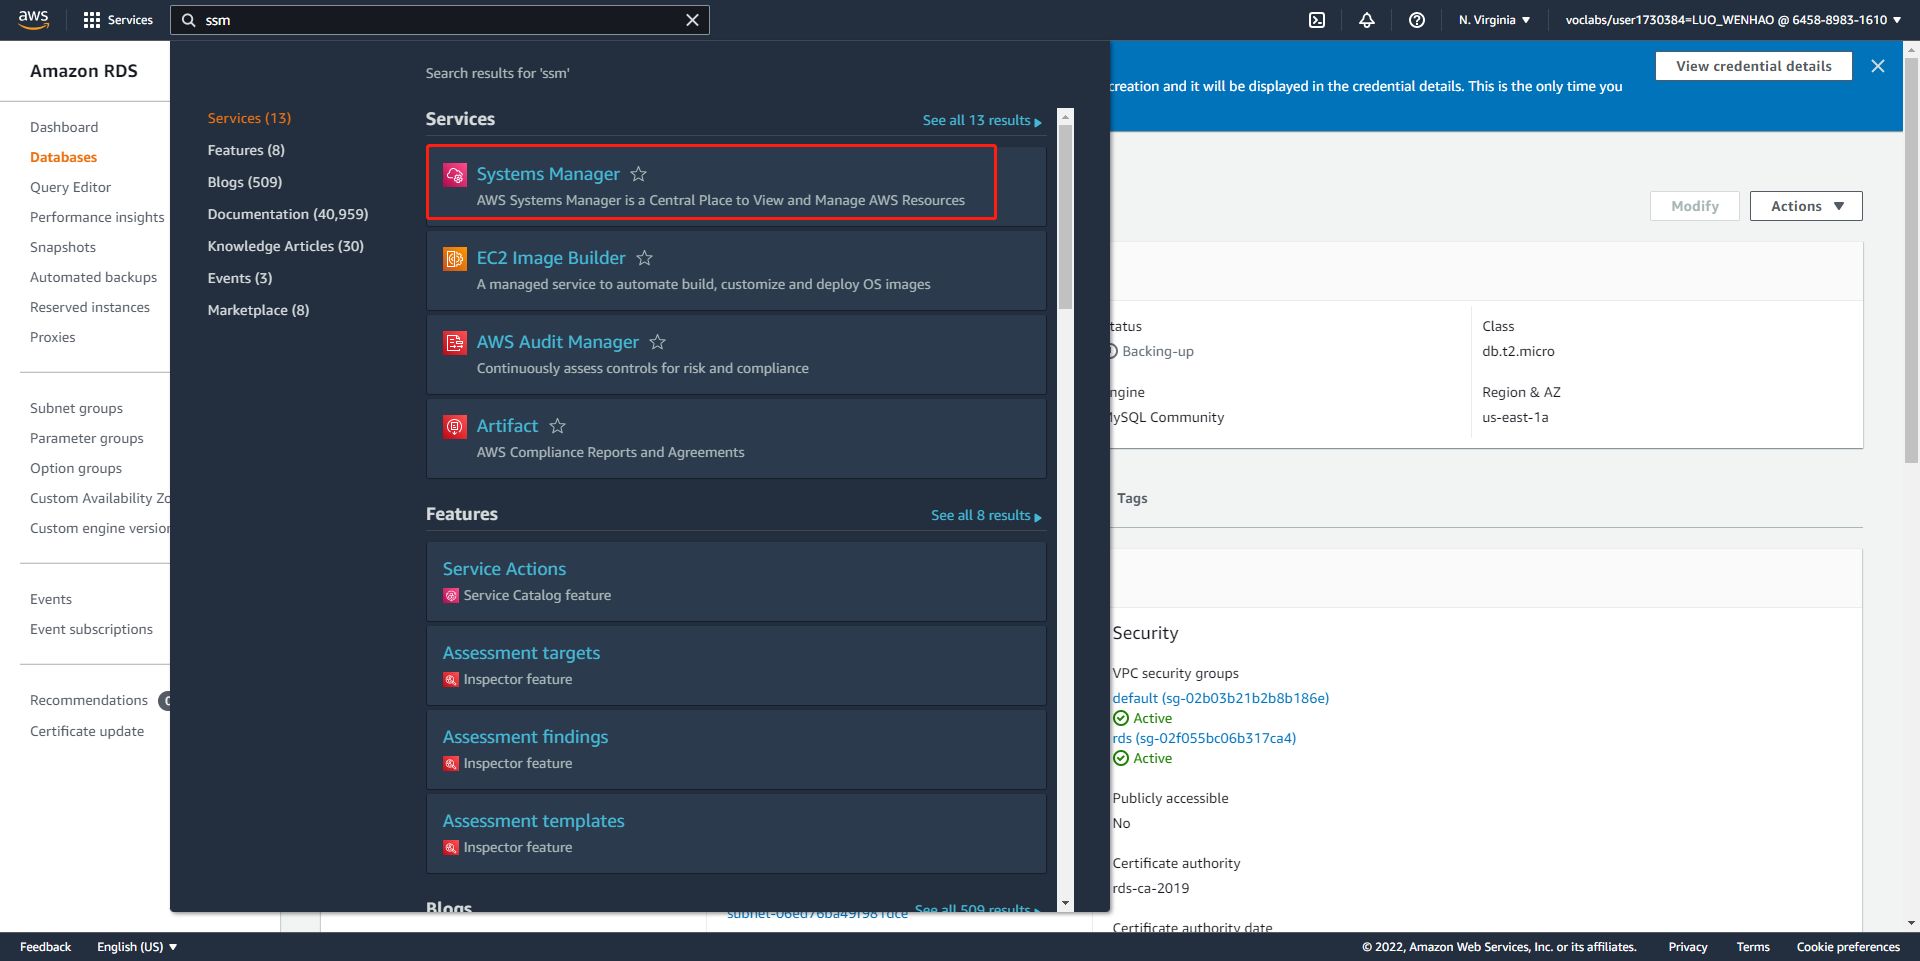 aws
Services
ssm
N. Virginia
voclabs/user1730384=LUO_WENHAO @ 6458-8983-1610
Amazon RDS
Dashboard
Databases
Query Editor
Performance insights
Snapshots
Automated backups
Reserved instances
Proxies
Subnet groups
Parameter groups
Option groups
Custom Availability Zo
Custom engine version
Events
Event subscriptions
Recommendations
Certificate update
Search results for 'ssm'
Services (13)
Features (8)
Blogs (509)
Documentation (40,959)
Knowledge Articles (30)
Events (3)
Marketplace (8)
Services
See all 13 results
Systems Manager
AWS Systems Manager is a Central Place to View and Manage AWS Resources
EC2 Image Builder
A managed service to automate build, customize and deploy OS images
AWS Audit Manager
Continuously assess controls for risk and compliance
Artifact
AWS Compliance Reports and Agreements
Features
See all 8 results
Service Actions
Service Catalog feature
Assessment targets
Inspector feature
Assessment findings
Inspector feature
Assessment templates
Inspector feature
Blogs
See all 509 results
subnet-06ed76ba49f981dce
creation and it will be displayed in the credential details. This is the only time you
View credential details
Modify
Actions
tatus
Backing-up
Class
db.t2.micro
ngine
MySQL Community
Region & AZ
us-east-1a
Tags
Security
VPC security groups
default (sg-02b03b21b2b8b186e)
Active
rds (sg-02f055bc06b317ca4)
Active
Publicly accessible
No
Certificate authority
rds-ca-2019
Certificate authority date
Feedback
English (US)
© 2022, Amazon Web Services, Inc. or its affiliates.
Privacy
Terms
Cookie preferences